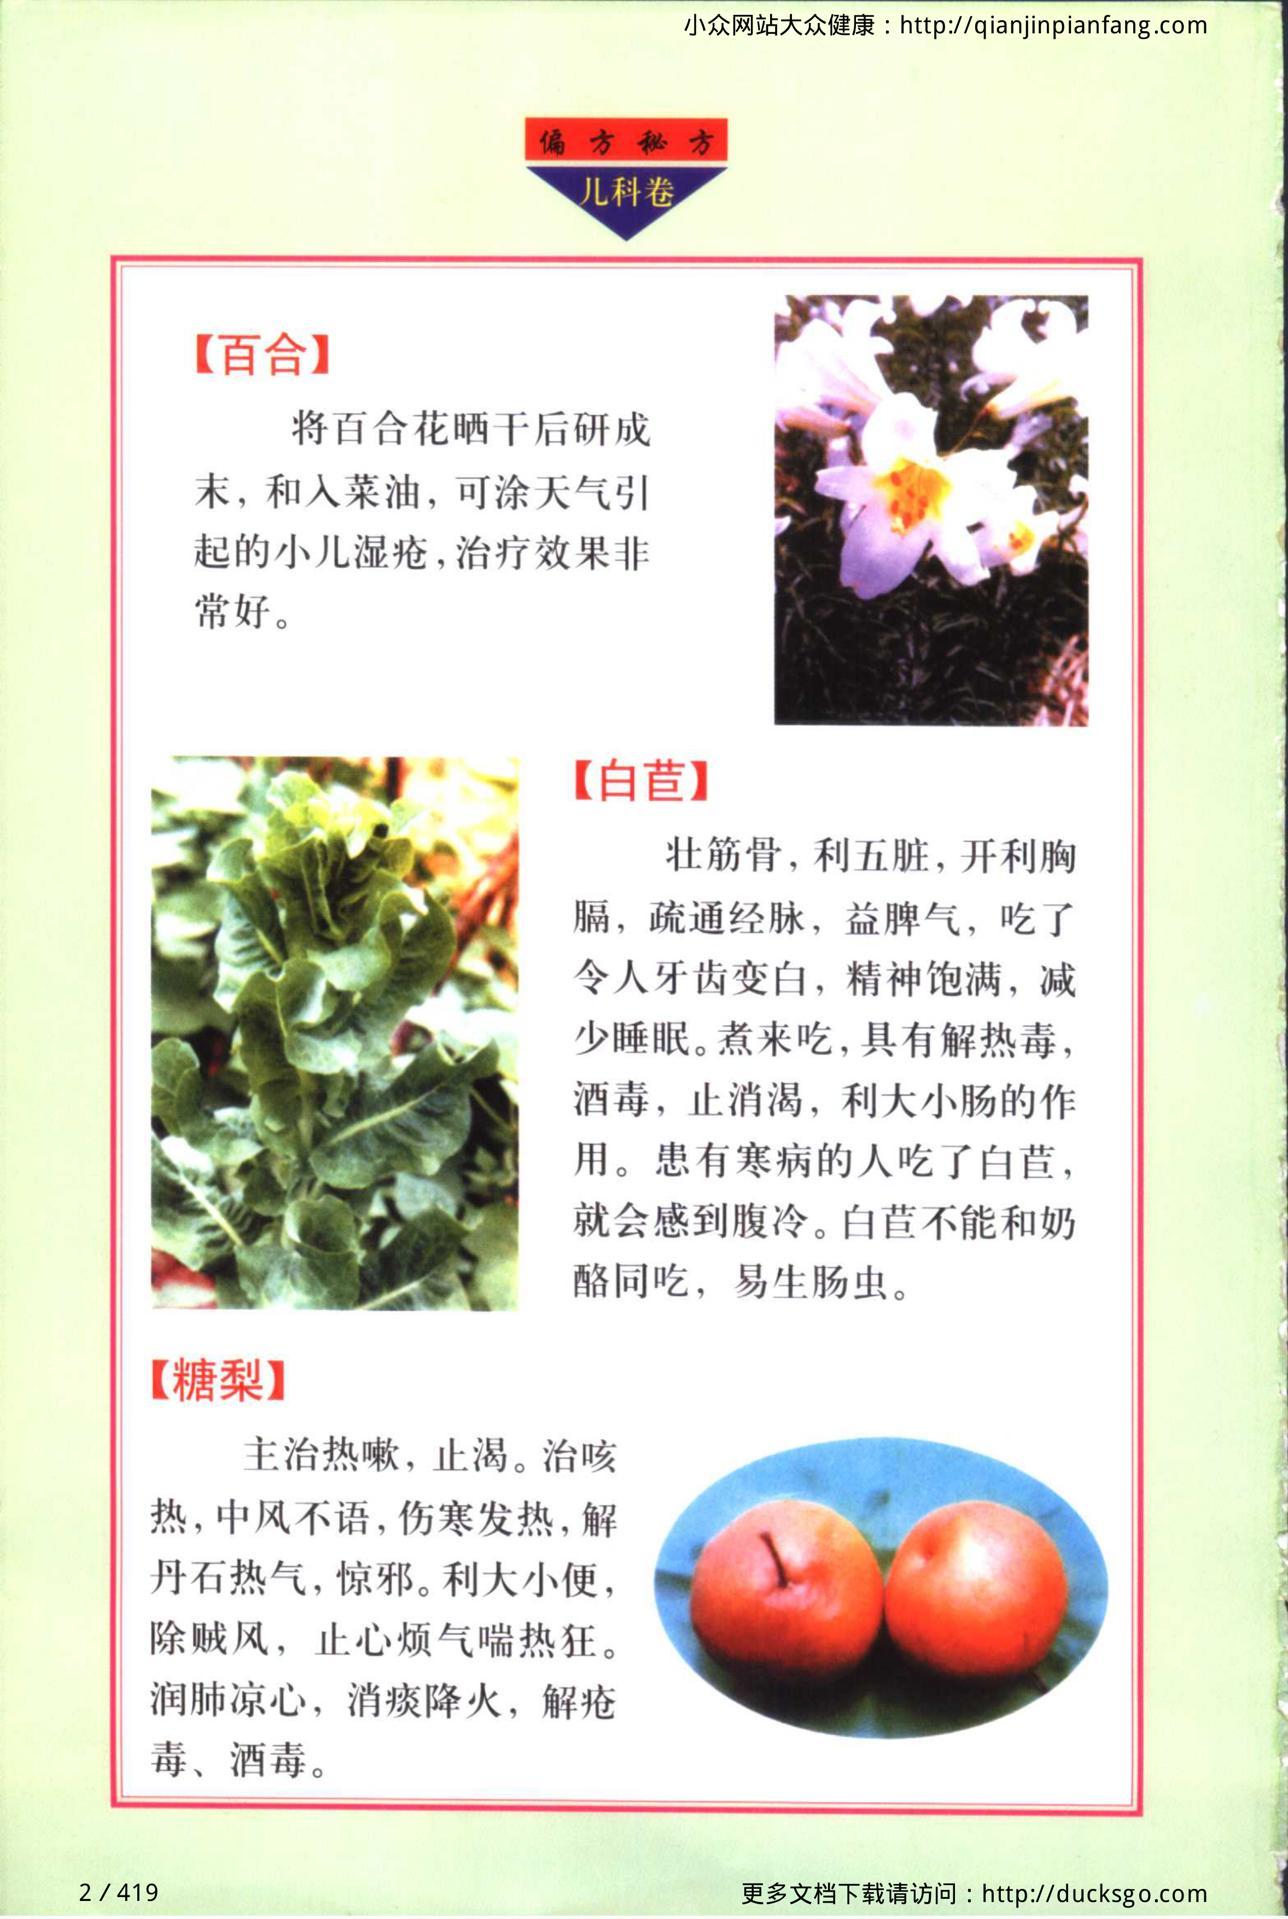 小众网站大众健康：http://qianjinpianfang.com
偏方秘方
儿科卷
【百合】
将百合花晒干后研成
末，和入菜油，可涂天气引
起的小儿湿疮，治疗效果非
常好。
【白苣】
壮筋骨，利五脏，开利胸
膈，疏通经脉，益脾气，吃了
令人牙齿变白，精神饱满，减
少睡眠。煮来吃，具有解热毒，
酒毒，止消渴，利大小肠的作
用。患有寒病的人吃了白苣，
就会感到腹冷。白苣不能和奶
酪同吃，易生肠虫。
【糖梨】
主治热嗽，止渴。治咳
热，中风不语，伤寒发热，解
丹石热气，惊邪。利大小便，
除贼风，止心烦气喘热狂。
润肺凉心，消痰降火，解疮
毒、酒毒。
2 / 419
更多文档下载请访问：http://ducksgo.com